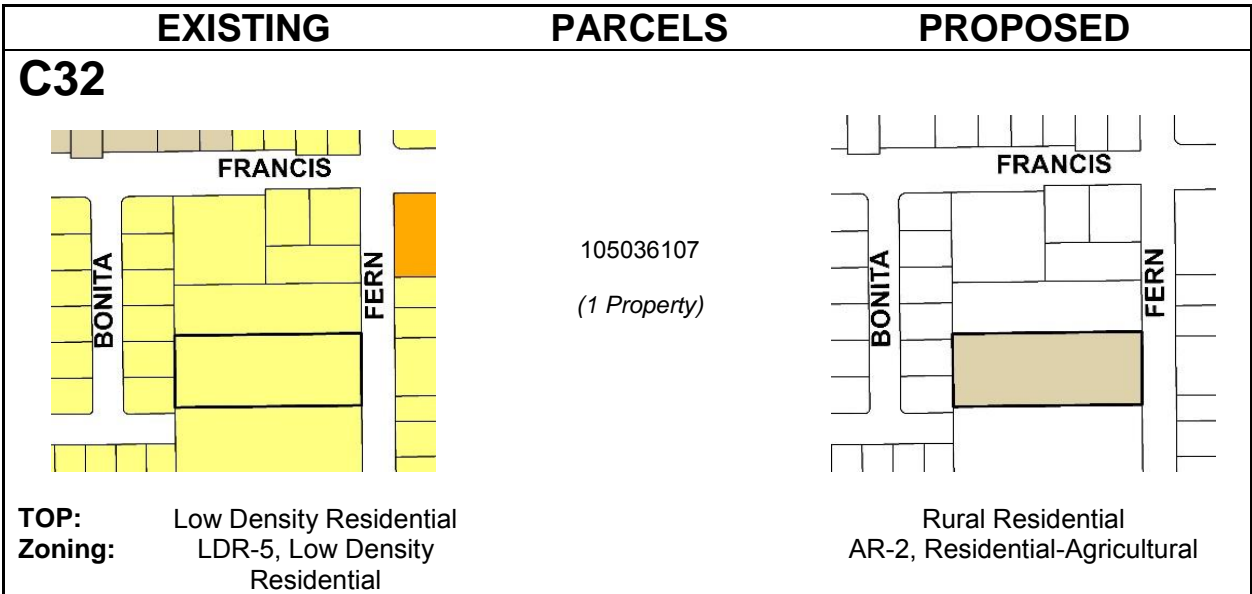 EXISTING PARCELS PROPOSED
C32
FRANCIS
BONITA
FERN
105036107
(1 Property)
FRANCIS
BONITA
FERN
TOP: Low Density Residential
Zoning: LDR-5, Low Density
Residential
Rural Residential
AR-2, Residential-Agricultural